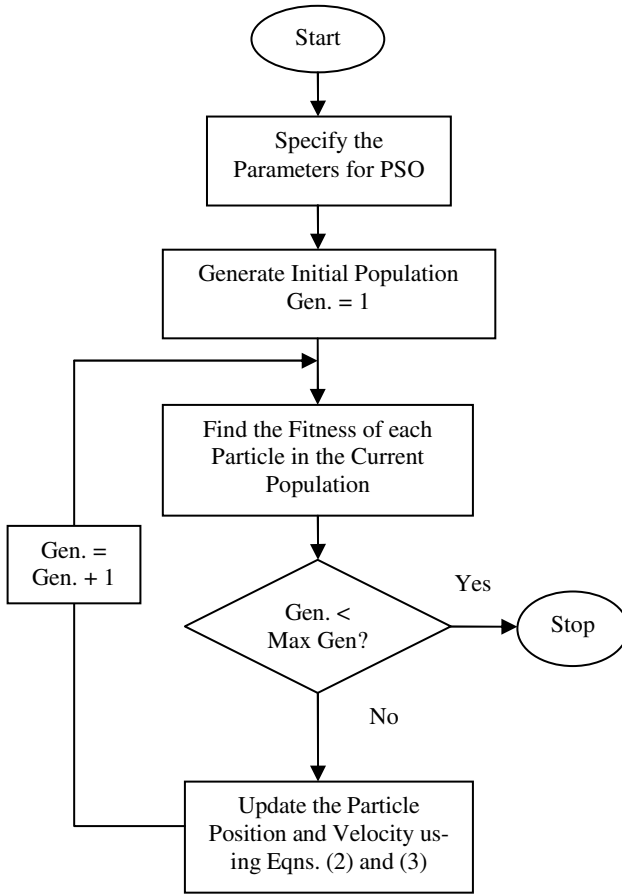 Start
Specify the
Parameters for PSO
Generate Initial Population
Gen. = 1
Find the Fitness of each
Particle in the Current
Population
Gen. =
Gen. + 1
Gen. <
Max Gen?
Yes
Stop
No
Update the Particle
Position and Velocity us-
ing Eqns. (2) and (3)